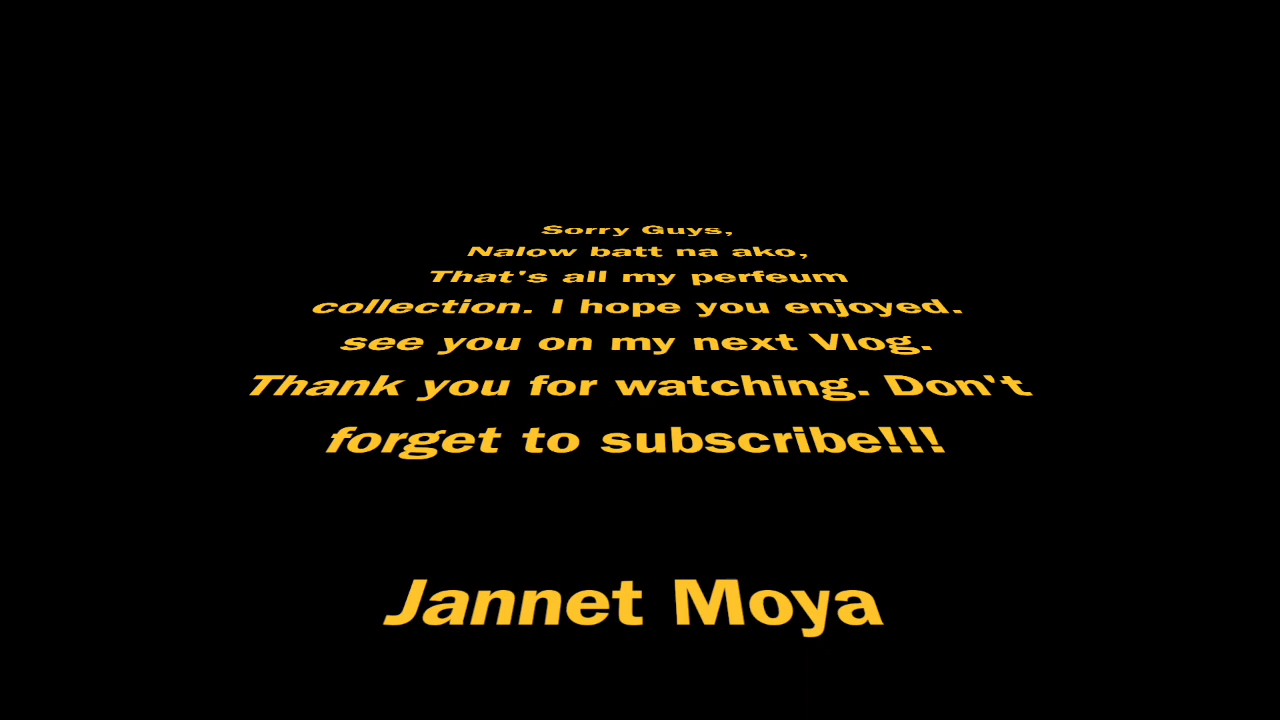 Sorry Guys,
Nalow batt na ako,
That's all my perfeum
collection. I hope you enjoyed.
see you on my next Vlog.
Thank you for watching. Don't
forget to subscribe!!!
Jannet Moya